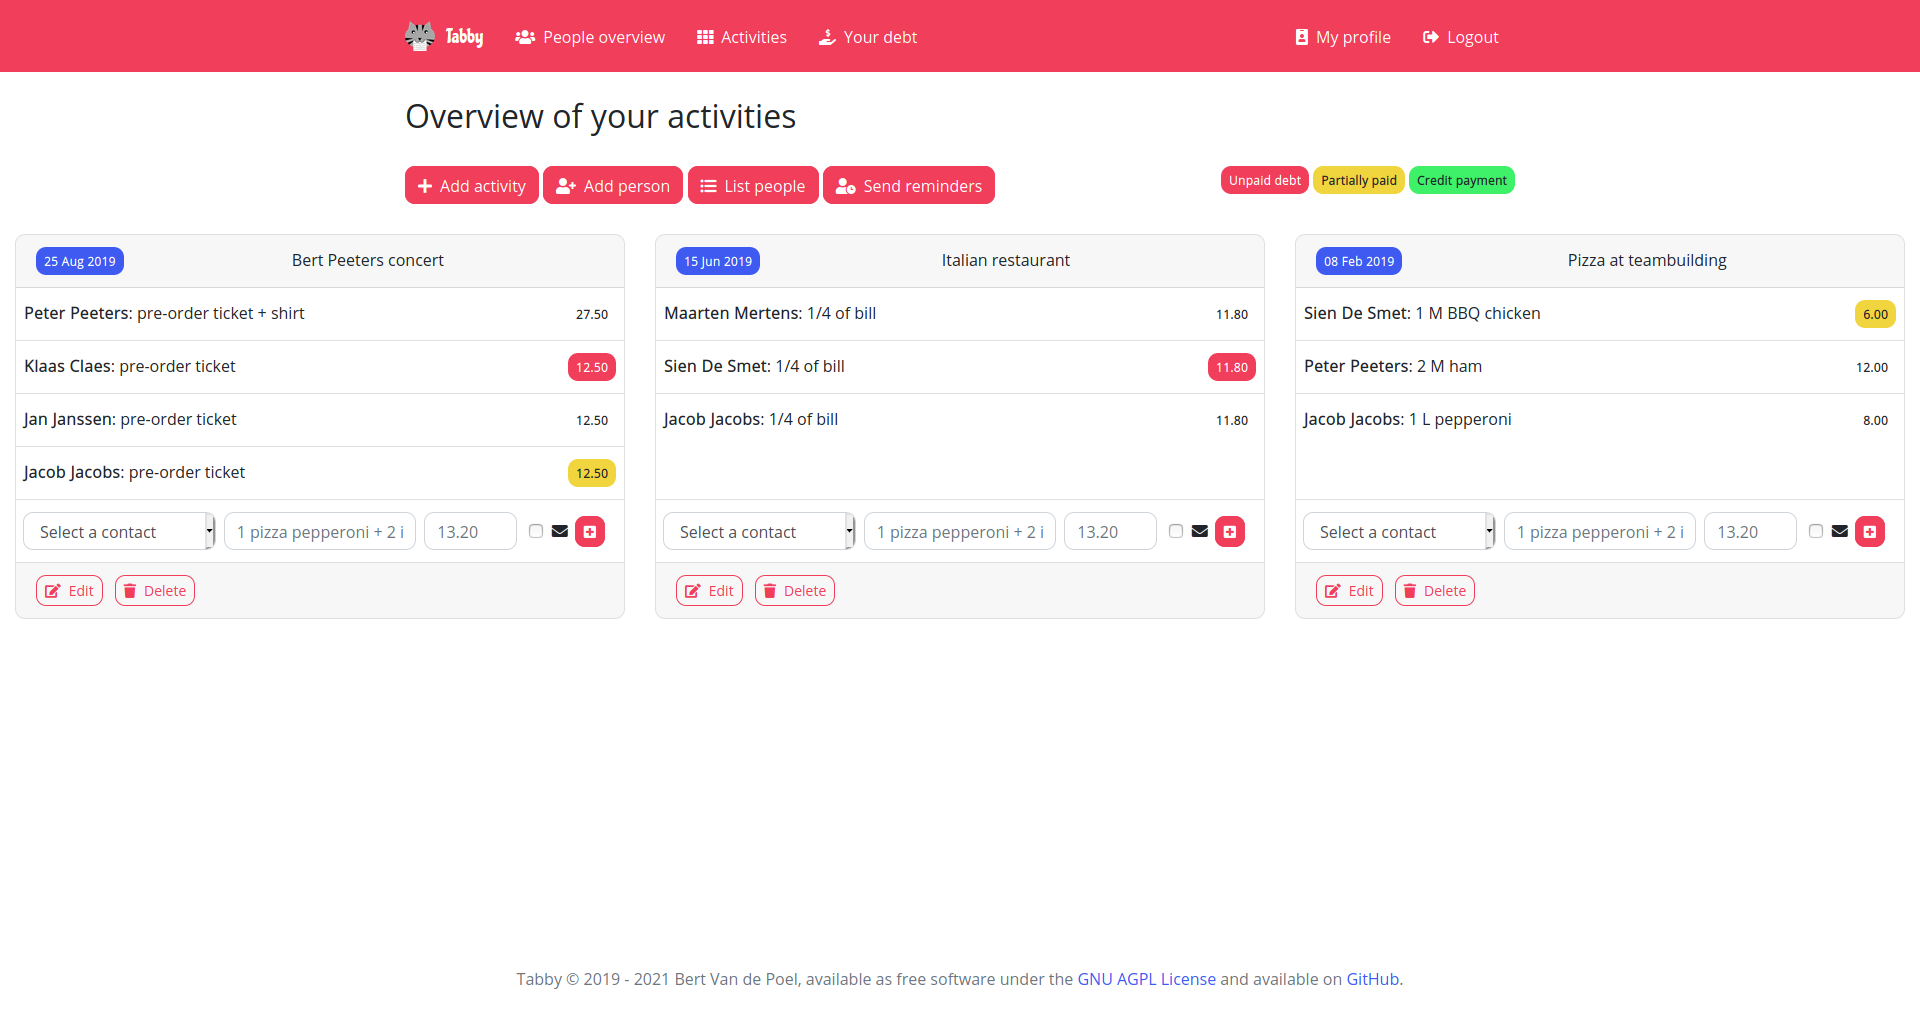 Tabby People overview Activities Your debt My profile Logout
Overview of your activities
Add activity Add person List people Send reminders Unpaid debt Partially paid Credit payment
25 Aug 2019 Bert Peeters concert
Peter Peeters: pre-order ticket + shirt 27.50
Klaas Claes: pre-order ticket 12.50
Jan Janssen: pre-order ticket 12.50
Jacob Jacobs: pre-order ticket 12.50
Select a contact 1 pizza pepperoni + 2 i 13.20
Edit Delete
15 Jun 2019 Italian restaurant
Maarten Mertens: 1/4 of bill 11.80
Sien De Smet: 1/4 of bill 11.80
Jacob Jacobs: 1/4 of bill 11.80
Select a contact 1 pizza pepperoni + 2 i 13.20
Edit Delete
08 Feb 2019 Pizza at teambuilding
Sien De Smet: 1 M BBQ chicken 6.00
Peter Peeters: 2 M ham 12.00
Jacob Jacobs: 1 L pepperoni 8.00
Select a contact 1 pizza pepperoni + 2 i 13.20
Edit Delete
Tabby © 2019 - 2021 Bert Van de Poel, available as free software under the GNU AGPL License and available on GitHub.